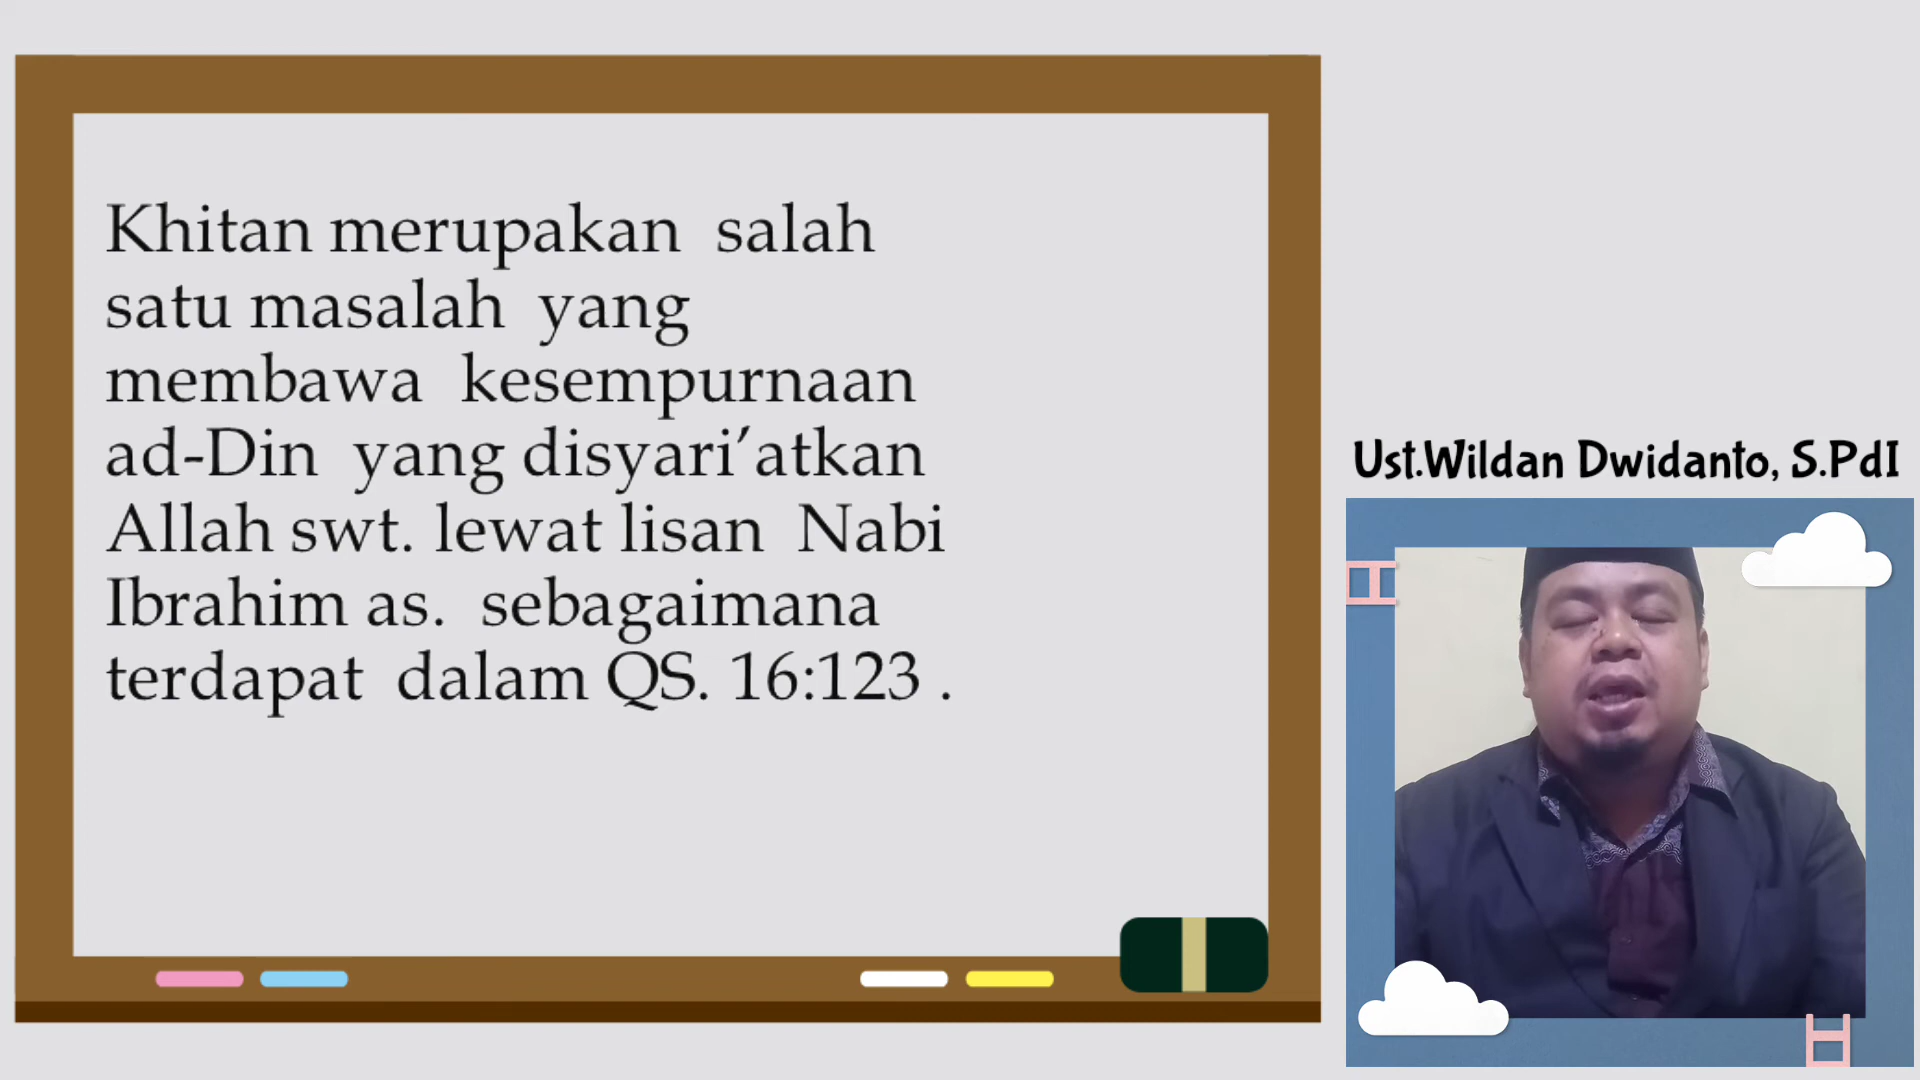 Khitan merupakan salah
satu masalah yang
membawa kesempurnaan
ad-Din yang disyari’atkan
Allah swt. lewat lisan Nabi
Ibrahim as. sebagaimana
terdapat dalam QS. 16:123 .
Ust.Wildan Dwidanto, S.PdI